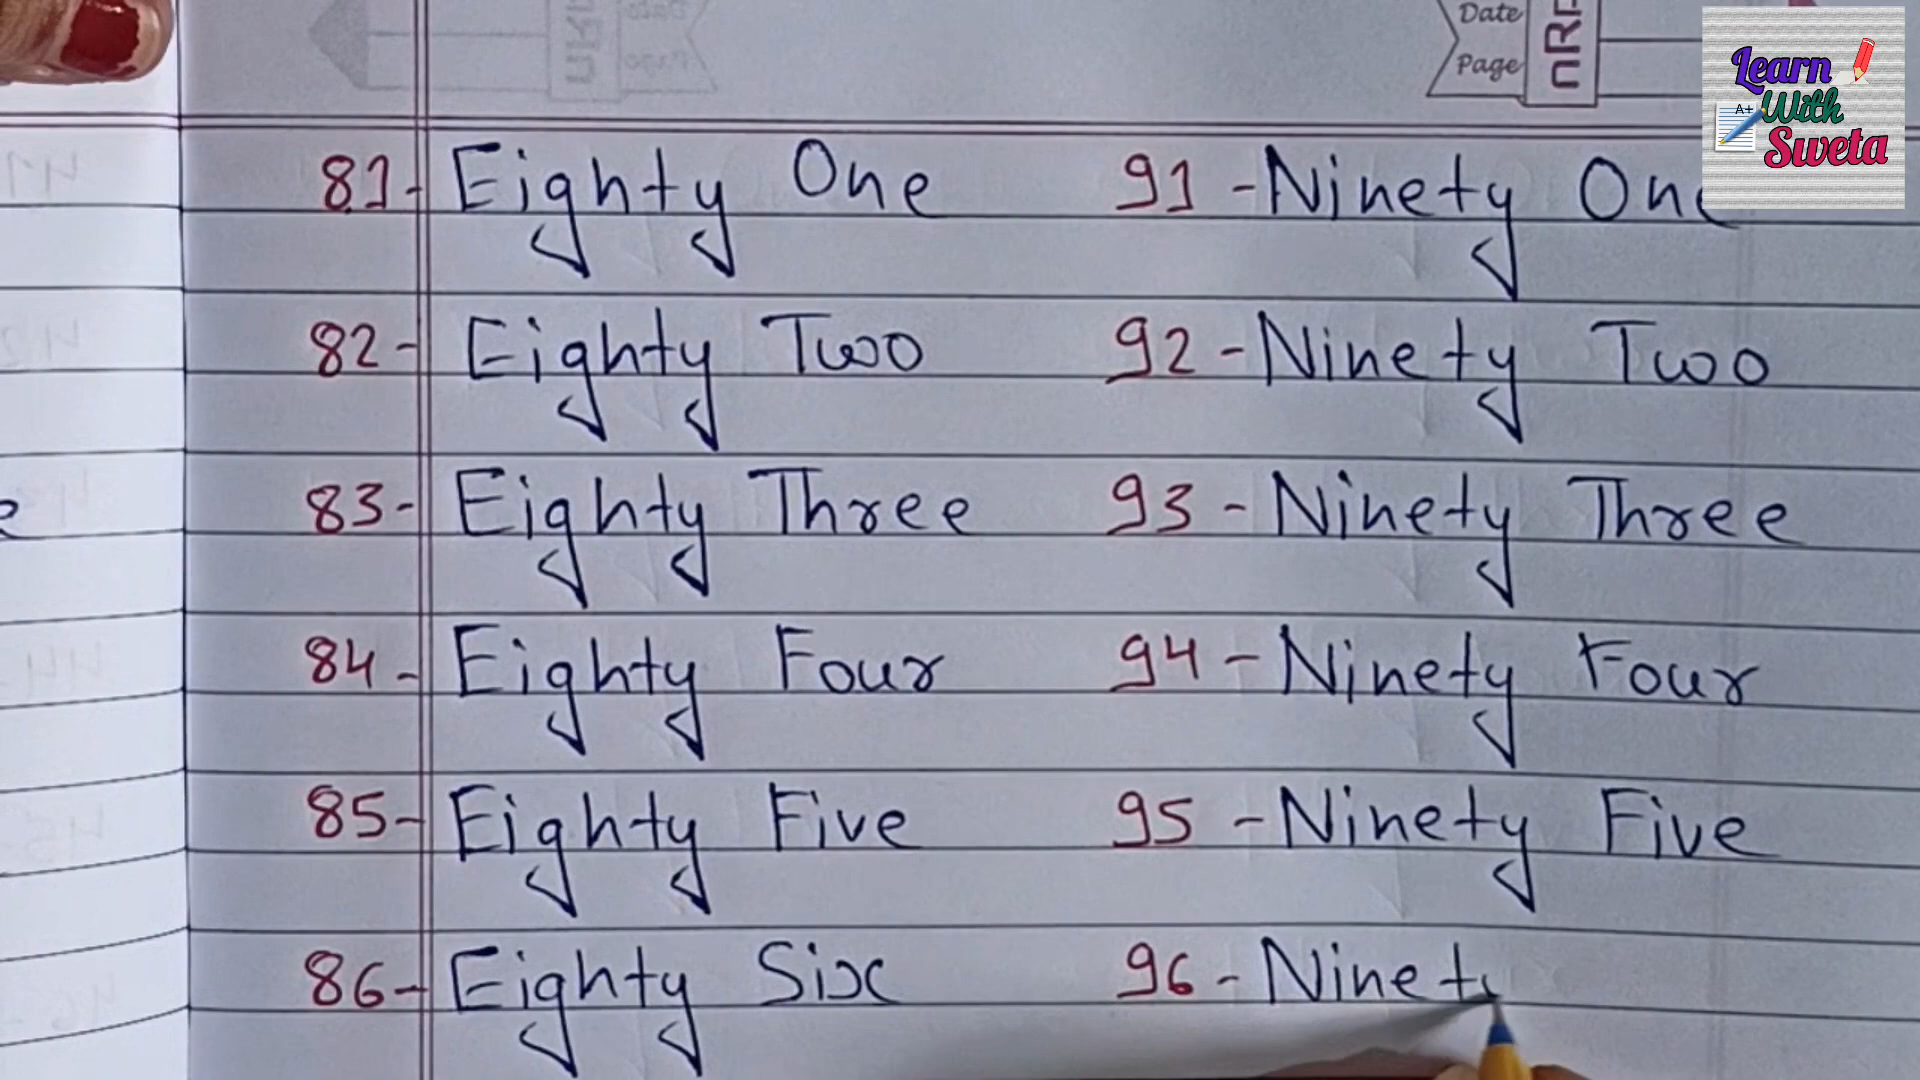 Date
Page
Learn
With
Sweta
A+
81- Eighty One 91 - Ninety One
82- Eighty Two 92 - Ninety Two
83- Eighty Three 93 - Ninety Three
84- Eighty Four 94 - Ninety Four
85- Eighty Five 95 - Ninety Five
86- Eighty Six 96 - Ninety